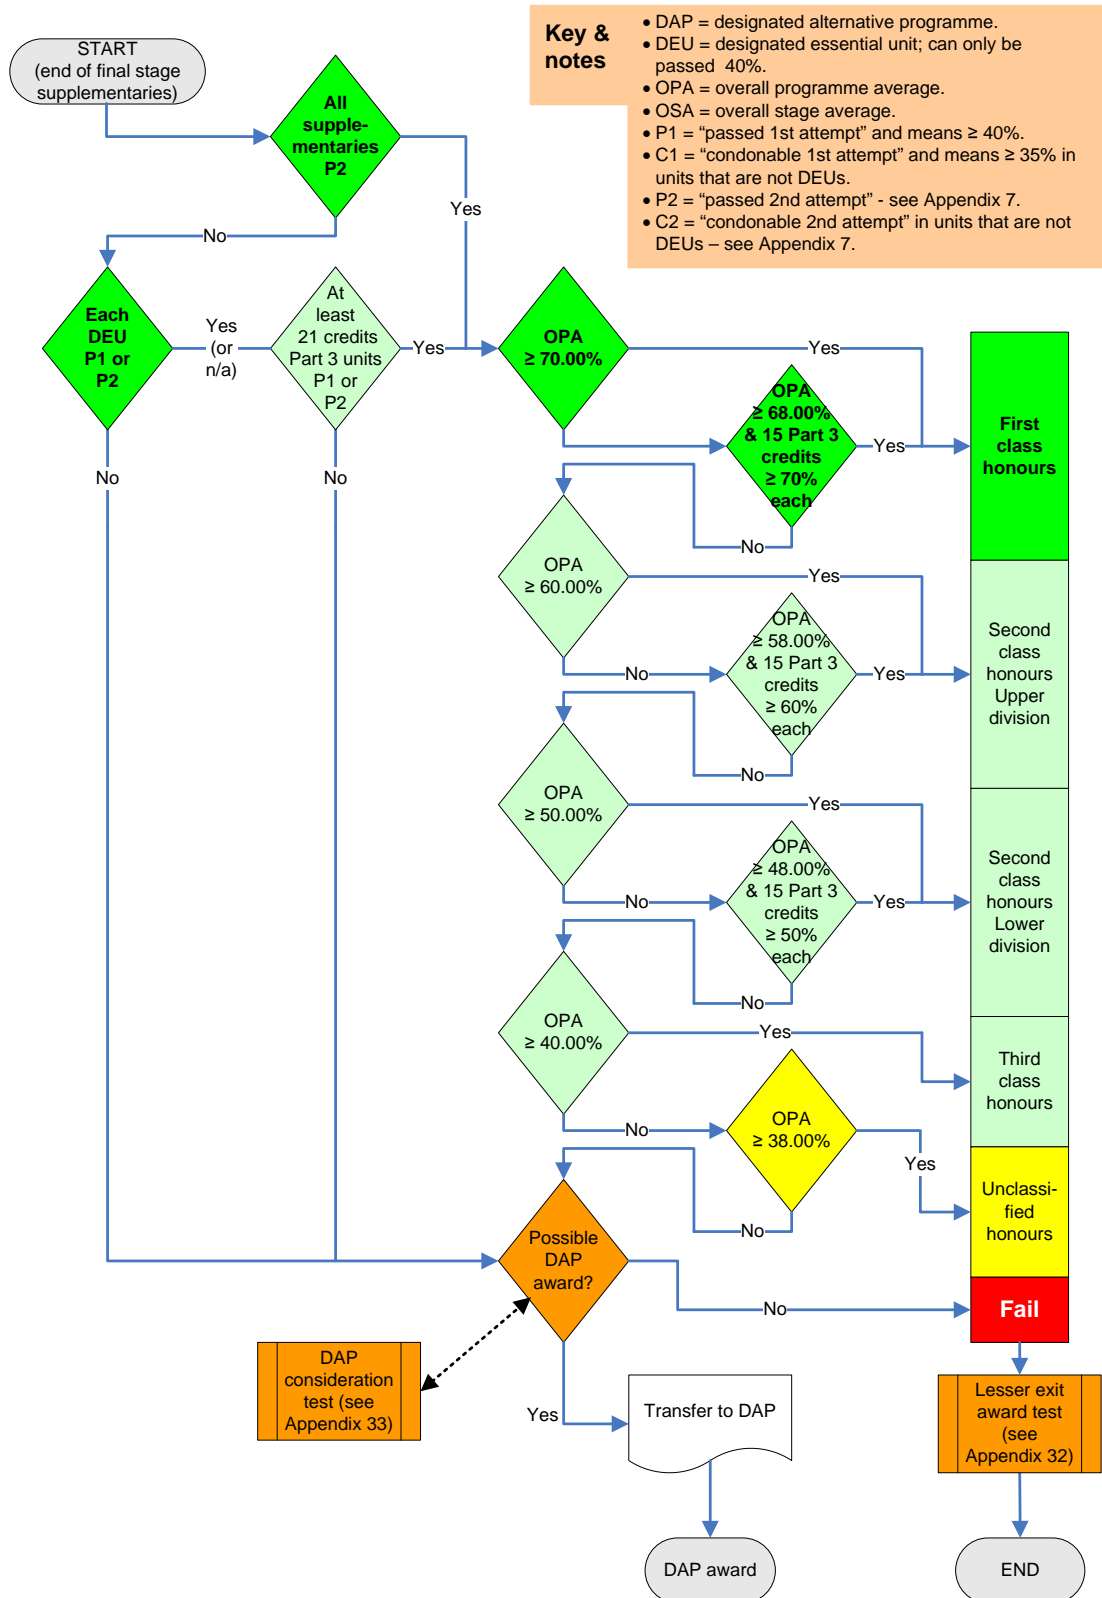 START
(end of final stage
supplementaries)
Key &
notes
• DAP = designated alternative programme.
• DEU = designated essential unit; can only be
passed  40%.
• OPA = overall programme average.
• OSA = overall stage average.
• P1 = “passed 1st attempt” and means ≥ 40%.
• C1 = “condonable 1st attempt” and means ≥ 35% in
units that are not DEUs.
• P2 = “passed 2nd attempt” - see Appendix 7.
• C2 = “condonable 2nd attempt” in units that are not
DEUs – see Appendix 7.
All
supple-
mentaries
P2
Yes
No
Each
DEU
P1 or
P2
Yes
(or
n/a)
At
least
21 credits
Part 3 units
P1 or
P2
Yes
No
No
OPA
≥ 70.00%
Yes
OPA
≥ 68.00%
& 15 Part 3
credits
≥ 70%
each
Yes
No
First
class
honours
OPA
≥ 60.00%
Yes
No
OPA
≥ 58.00%
& 15 Part 3
credits
≥ 60%
each
Yes
No
Second
class
honours
Upper
division
OPA
≥ 50.00%
Yes
No
OPA
≥ 48.00%
& 15 Part 3
credits
≥ 50%
each
Yes
No
Second
class
honours
Lower
division
OPA
≥ 40.00%
Yes
No
Third
class
honours
OPA
≥ 38.00%
Yes
No
Unclassi-
fied
honours
Possible
DAP
award?
No
Fail
DAP
consideration
test (see
Appendix 33)
Yes
Transfer to DAP
Lesser exit
award test
(see
Appendix 32)
DAP award
END